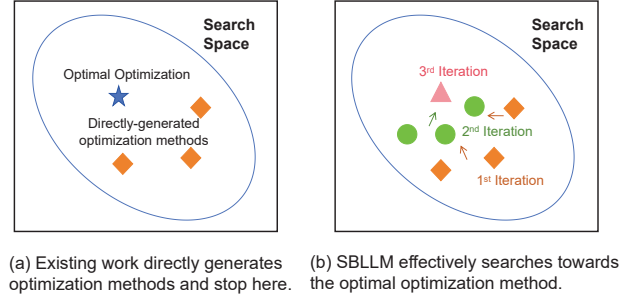 Search
Space
Optimal Optimization
Directly-generated
optimization methods
(a) Existing work directly generates
optimization methods and stop here.
Search
Space
3rd Iteration
2nd Iteration
1st Iteration
(b) SBLLM effectively searches towards
the optimal optimization method.